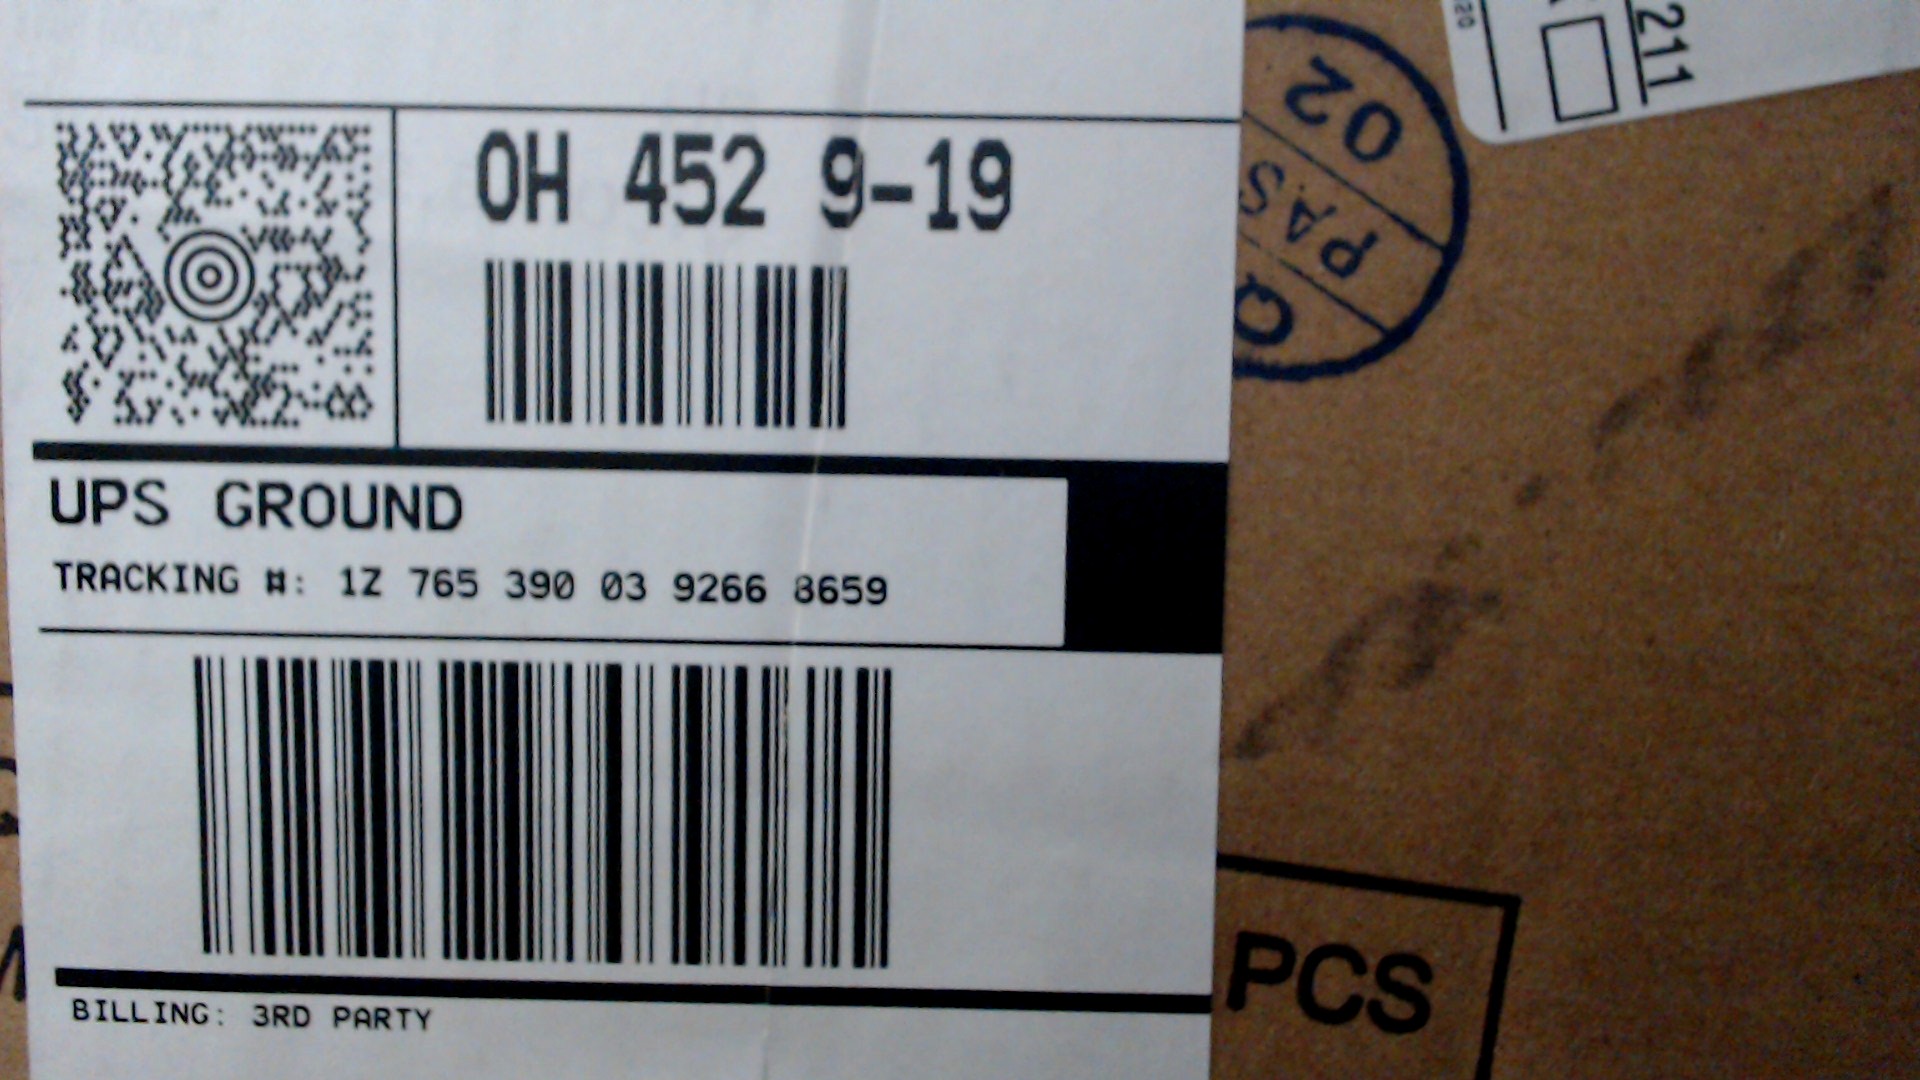 OH 452 9-19
UPS GROUND
TRACKING #: 1Z 765 390 03 9266 8659
BILLING: 3RD PARTY
211
02
PAS
Q
PCS